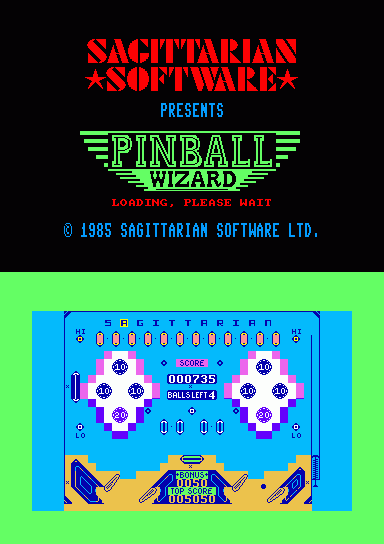 SAGITTARIAN
★SOFTWARE★
PRESENTS
PINBALL
WIZARD
LOADING, PLEASE WAIT
© 1985 SAGITTARIAN SOFTWARE LTD.
SAGITTARIAN
HI HI
SCORE
10 10
000735
10 10 10 10
BALLS LEFT 4
20 20
LO LO
BONUS
0050
TOP SCORE
005050